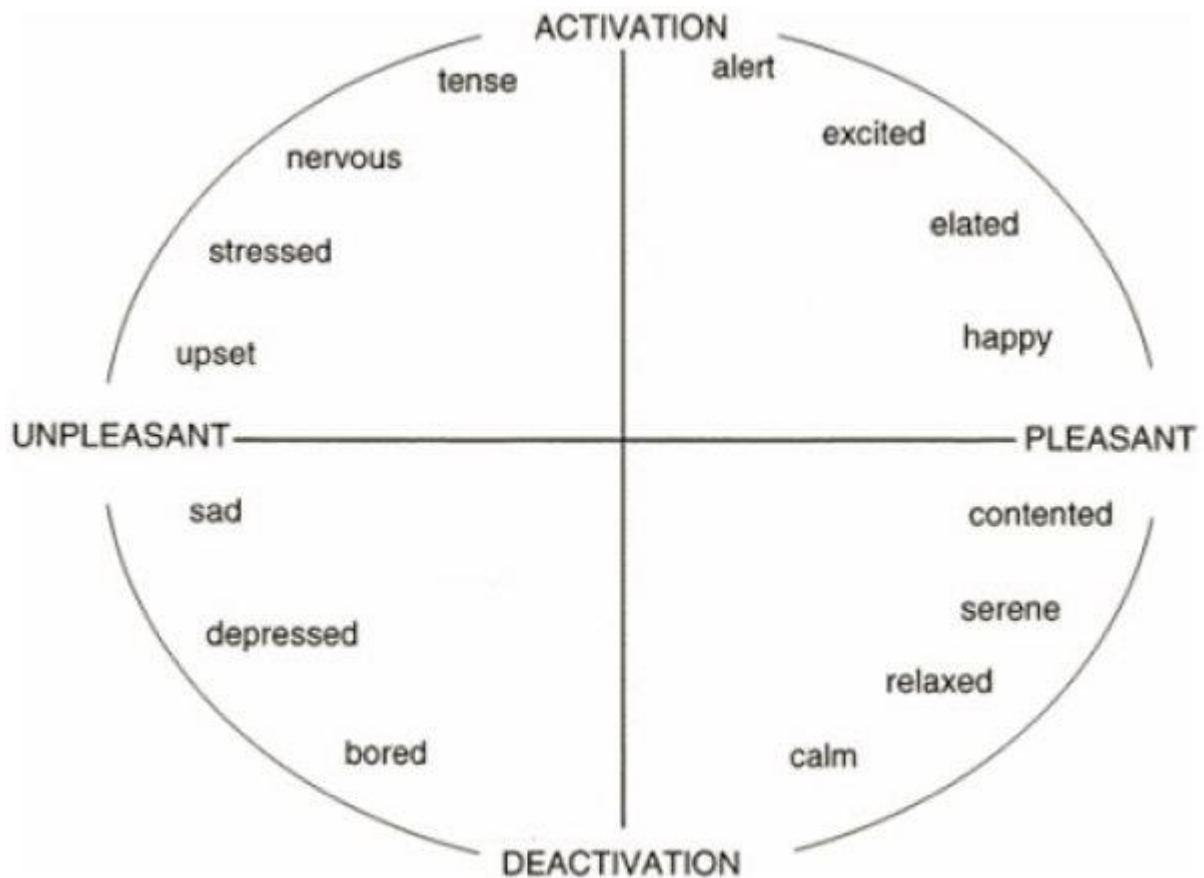 ACTIVATION
tense
alert
nervous
excited
stressed
elated
upset
happy
UNPLEASANT
PLEASANT
sad
contented
depressed
serene
relaxed
bored
calm
DEACTIVATION